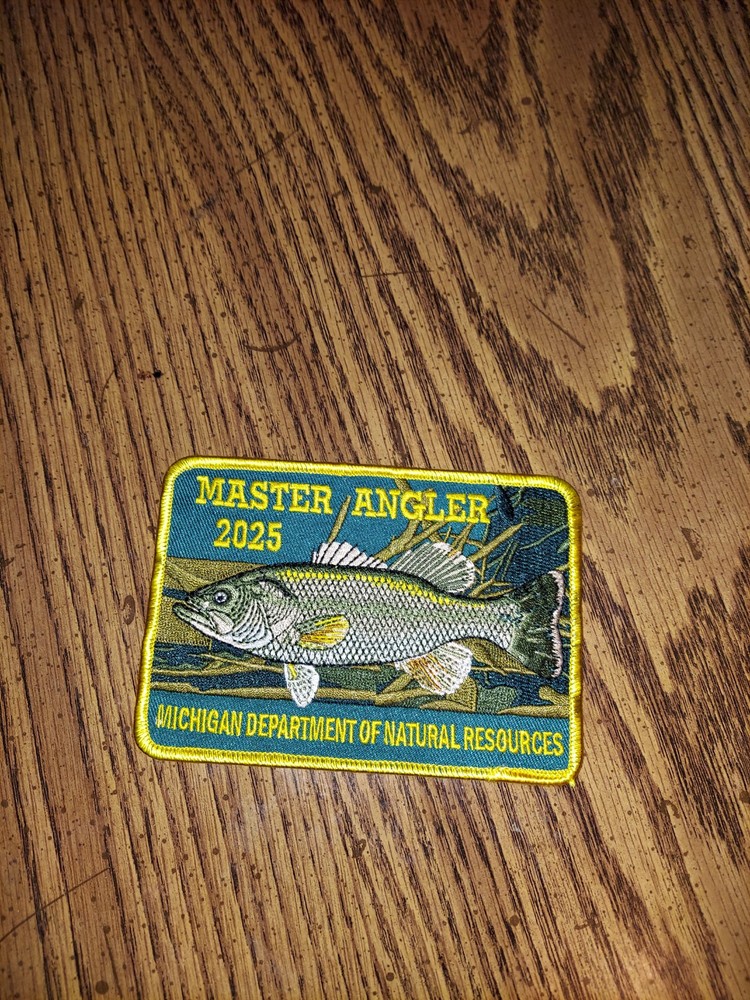 MASTER ANGLER
2025
MICHIGAN DEPARTMENT OF NATURAL RESOURCES